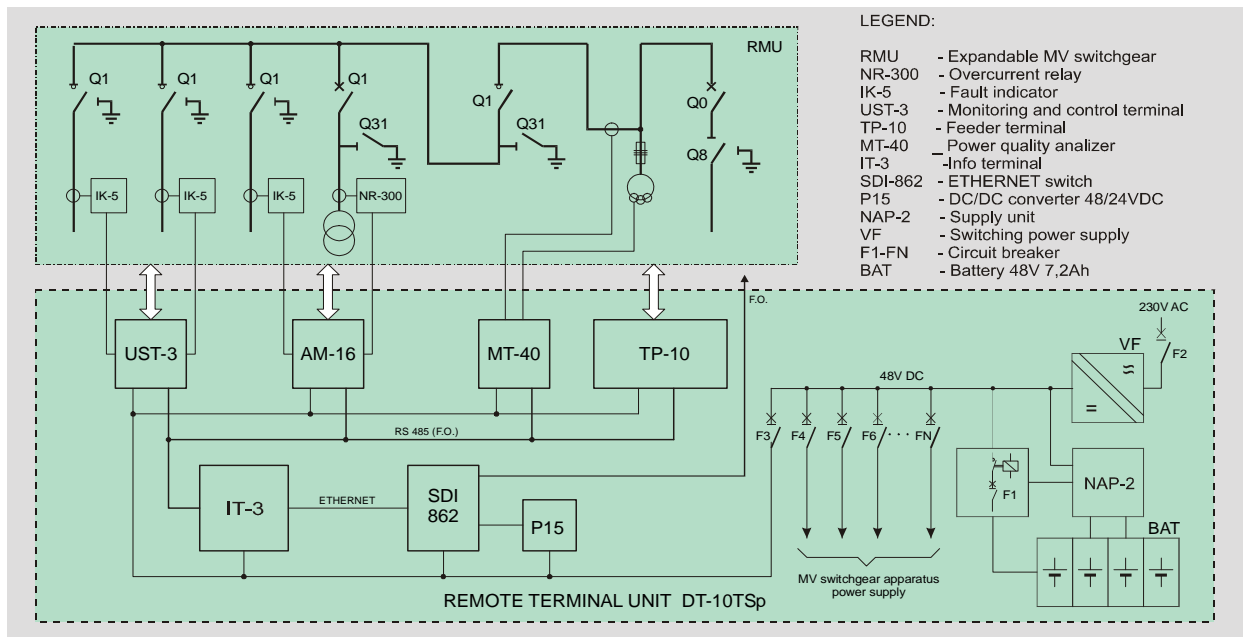 LEGEND:
RMU - Expandable MV switchgear
NR-300 - Overcurrent relay
IK-5 - Fault indicator
UST-3 - Monitoring and control terminal
TP-10 - Feeder terminal
MT-40 _ Power quality analizer
IT-3 -Info terminal
SDI-862 - ETHERNET switch
P15 - DC/DC converter 48/24VDC
NAP-2 - Supply unit
VF - Switching power supply
F1-FN - Circuit breaker
BAT - Battery 48V 7,2Ah
RMU
Q1 Q1 Q1 Q1 Q1 Q0
Q31 Q31 Q8
IK-5 IK-5 IK-5 NR-300
F.O.
230V AC
UST-3 AM-16 MT-40 TP-10
VF F2
48V DC
F3 F4 F5 F6 ··· FN
RS 485 (F.O.)
F1 NAP-2
IT-3 ETHERNET SDI
862
P15
BAT
MV switchgear apparatus
power supply
REMOTE TERMINAL UNIT DT-10TSp